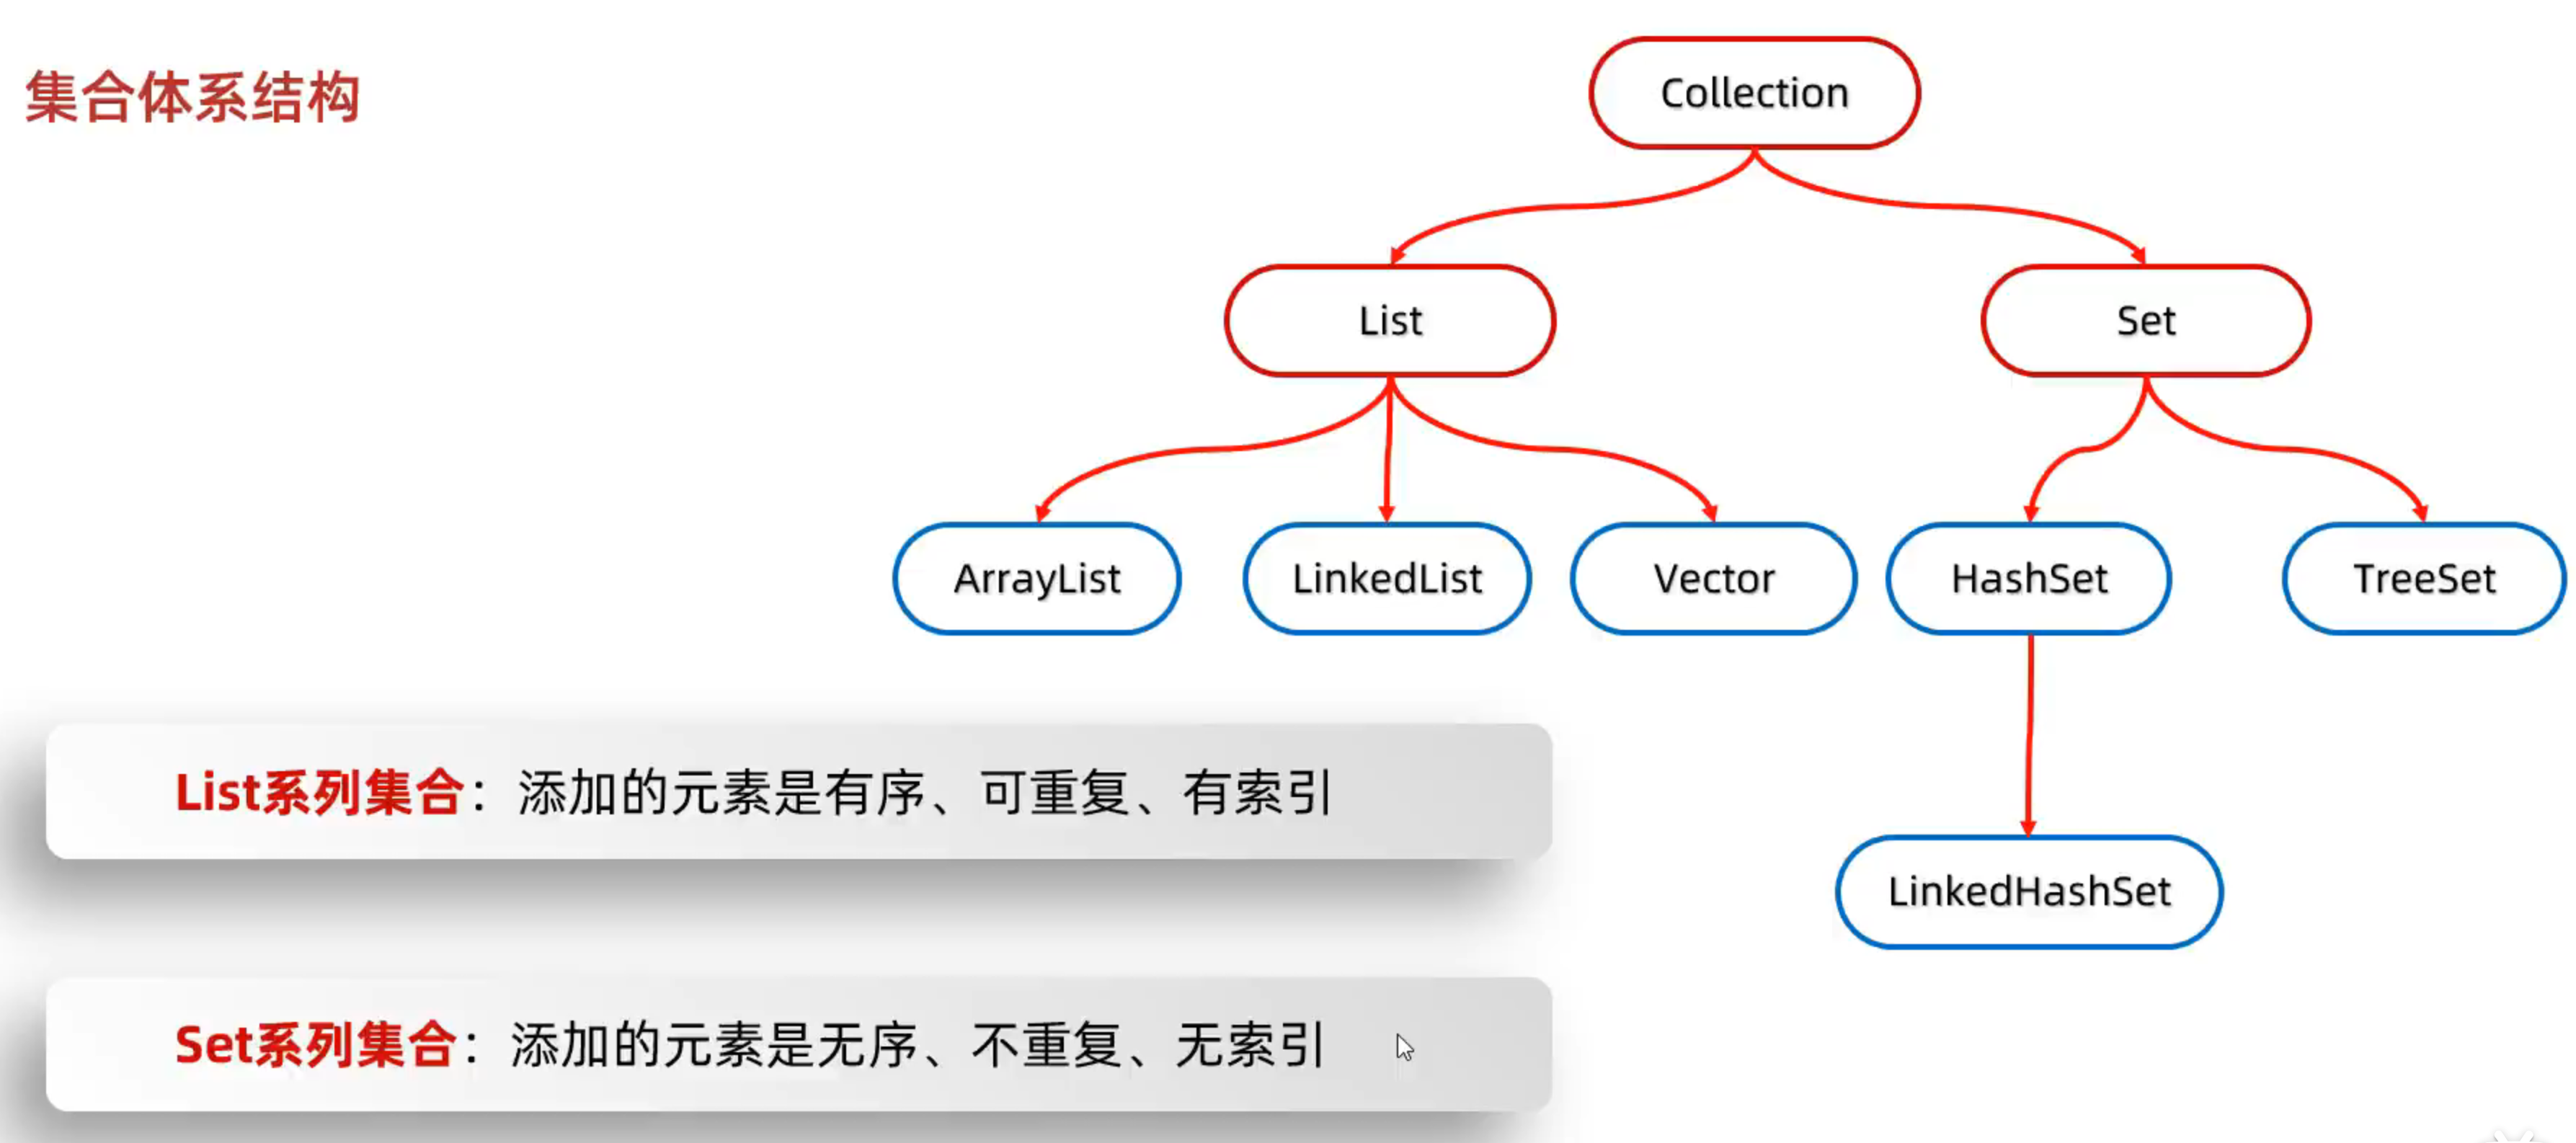 集合体系结构
Collection
List
Set
ArrayList
LinkedList
Vector
HashSet
TreeSet
LinkedHashSet
List系列集合：添加的元素是有序、可重复、有索引
Set系列集合：添加的元素是无序、不重复、无索引